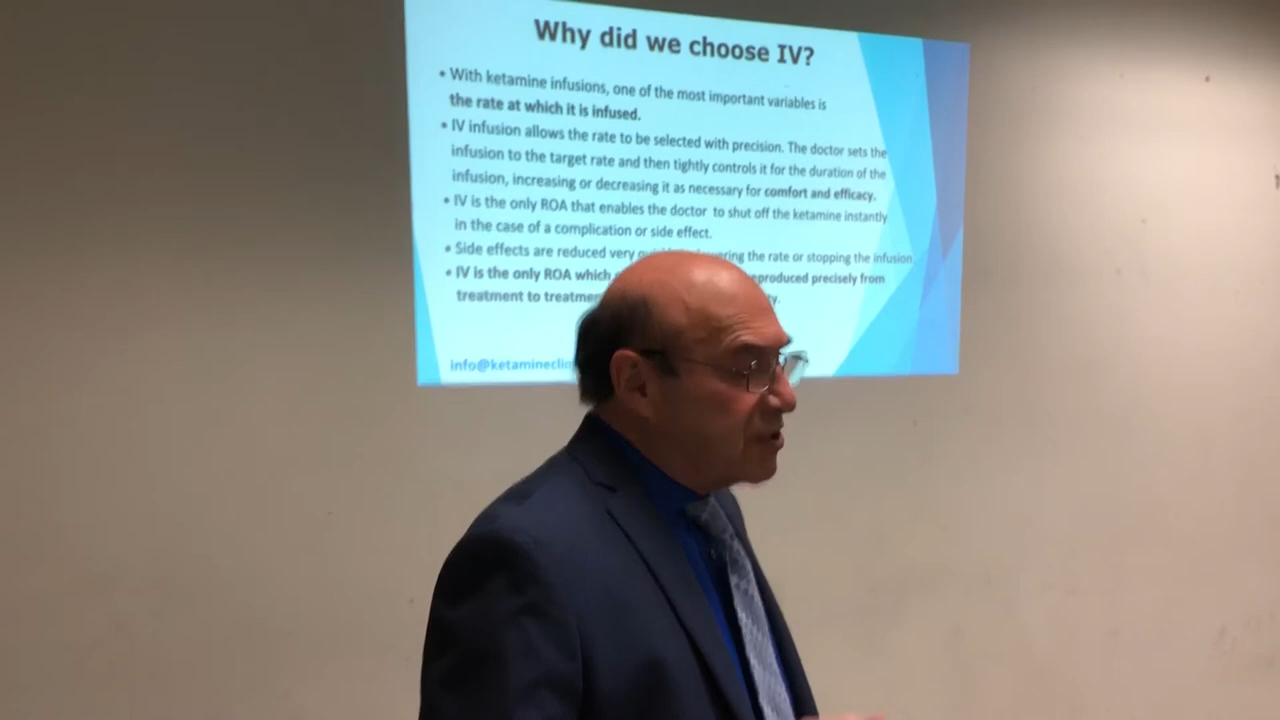 Why did we choose IV?
• With ketamine infusions, one of the most important variables is
the rate at which it is infused.
• IV infusion allows the rate to be selected with precision. The doctor sets the
infusion to the target rate and then tightly controls it for the duration of the
infusion, increasing or decreasing it as necessary for comfort and efficacy.
• IV is the only ROA that enables the doctor to shut off the ketamine instantly
in the case of a complication or side effect.
• Side effects are reduced very the rate or stopping the infusion
• IV is the only ROA which precisely from
treatment to